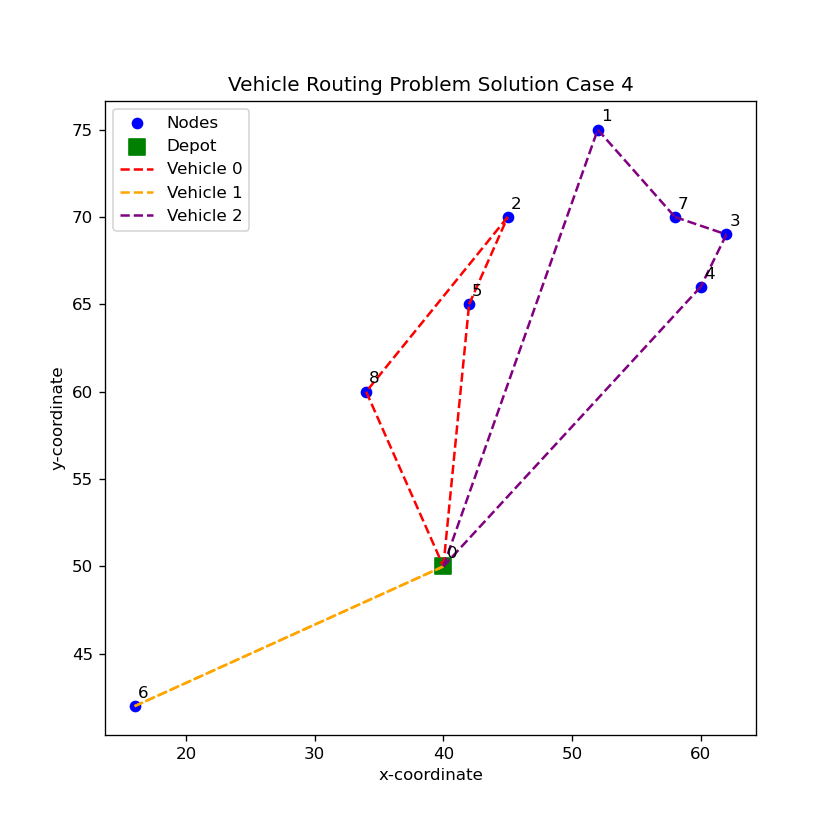 Vehicle Routing Problem Solution Case 4
Nodes
Depot
Vehicle 0
Vehicle 1
Vehicle 2
1
2
7
3
5
4
8
0
6
75
70
65
60
55
50
45
y-coordinate
20
30
40
50
60
x-coordinate